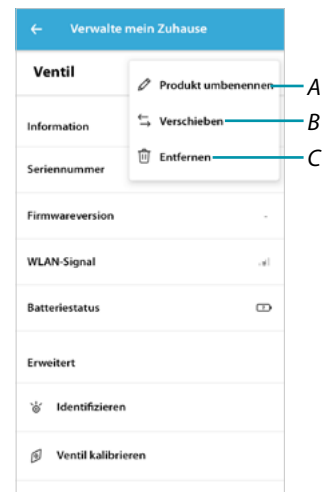 Verwalte mein Zuhause
Ventil
Produkt umbenennen A
Verschieben B
Entfernen C
Information
Seriennummer
Firmwareversion -
WLAN-Signal
Batteriestatus
Erweitert
Identifizieren
Ventil kalibrieren